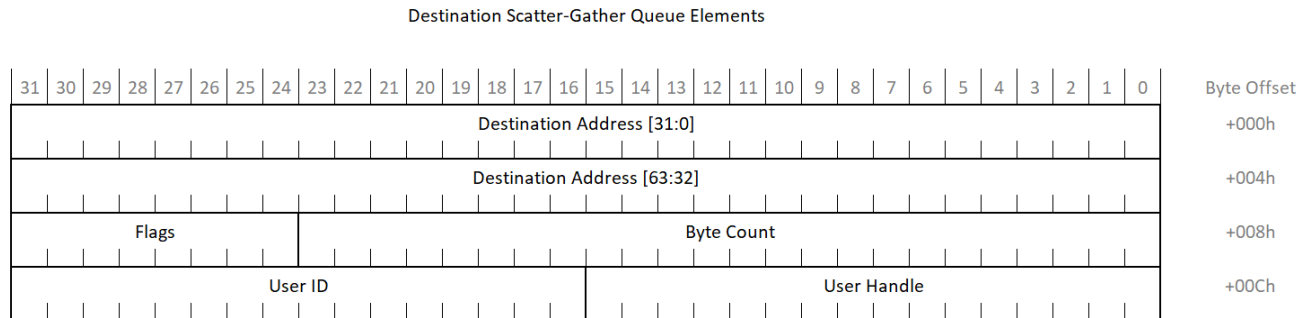 Destination Scatter-Gather Queue Elements
31 30 29 28 27 26 25 24 23 22 21 20 19 18 17 16 15 14 13 12 11 10 9 8 7 6 5 4 3 2 1 0 Byte Offset
Destination Address [31:0] +000h
Destination Address [63:32] +004h
Flags Byte Count +008h
User ID User Handle +00Ch